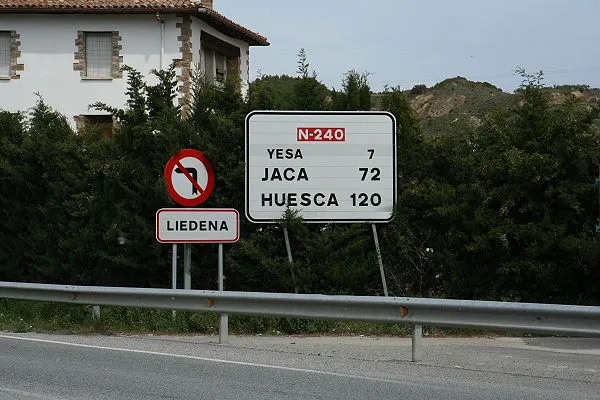 N-240
YESA 7
JACA 72
HUESCA 120
LIEDENA